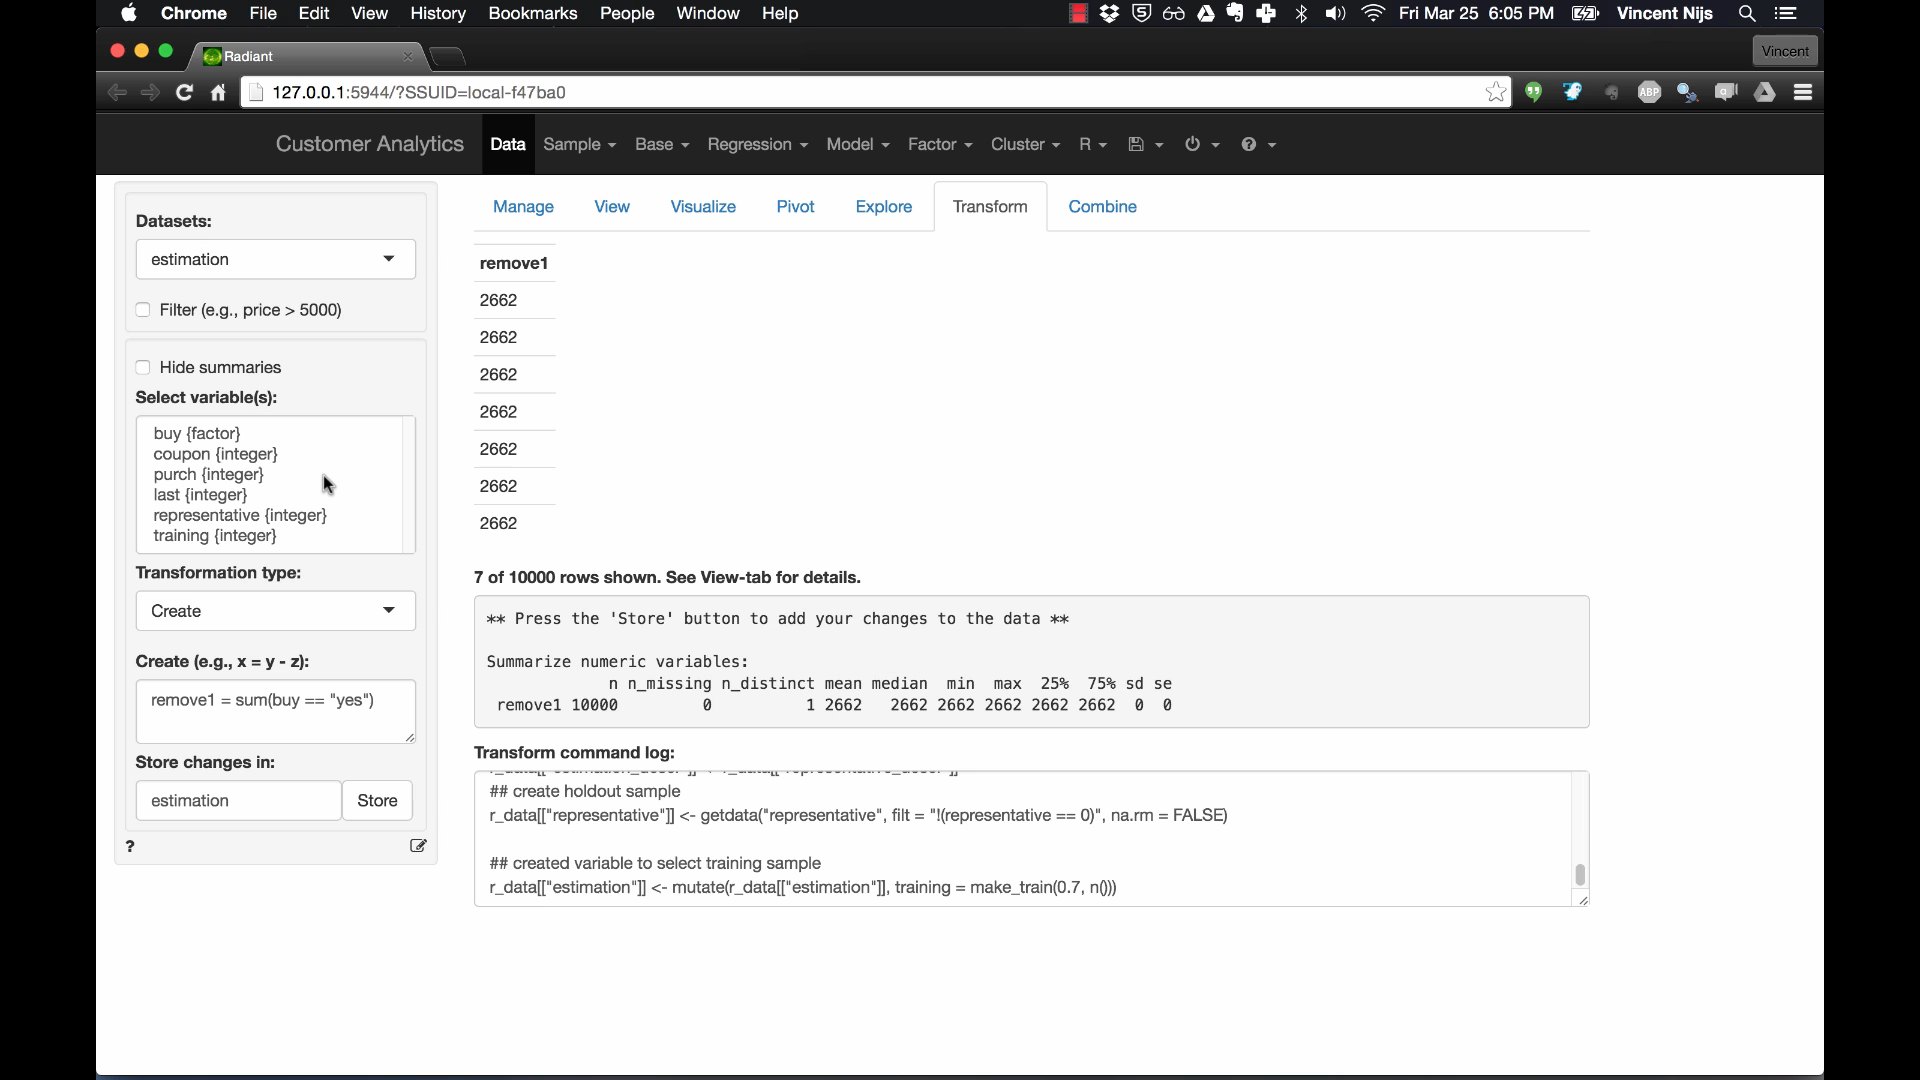 Chrome File Edit View History Bookmarks People Window Help Fri Mar 25 6:05 PM Vincent Nijs
Radiant Vincent
127.0.0.1:5944/?SSUID=local-f47ba0 ABP
Customer Analytics Data Sample Base Regression Model Factor Cluster R
Manage View Visualize Pivot Explore Transform Combine
Datasets:
estimation
Filter (e.g., price > 5000)
Hide summaries
Select variable(s):
buy {factor}
coupon {integer}
purch {integer}
last {integer}
representative {integer}
training {integer}
Transformation type:
Create
Create (e.g., x = y - z):
remove1 = sum(buy == "yes")
Store changes in:
estimation Store
?
remove1
2662
2662
2662
2662
2662
2662
2662
7 of 10000 rows shown. See View-tab for details.
** Press the 'Store' button to add your changes to the data **
Summarize numeric variables:
n n_missing n_distinct mean median min max 25% 75% sd se
remove1 10000 0 1 2662 2662 2662 2662 2662 2662 0 0
Transform command log:
## create holdout sample
r_data[["representative"]] <- getdata("representative", filt = "!(representative == 0)", na.rm = FALSE)
## created variable to select training sample
r_data[["estimation"]] <- mutate(r_data[["estimation"]], training = make_train(0.7, n()))